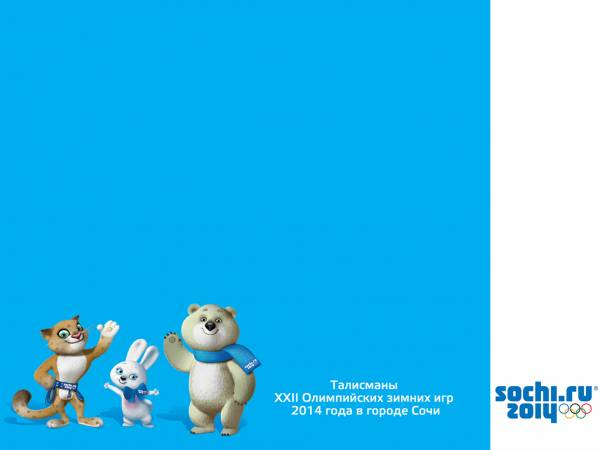 Талисманы
XXII Олимпийских зимних игр
2014 года в городе Сочи
sochi.ru
2014